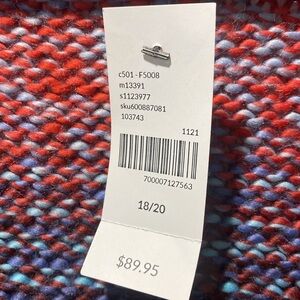 c501 - F5008
m13391
s1123977
sku600887081
103743
1121
700007127563
18/20
$89.95